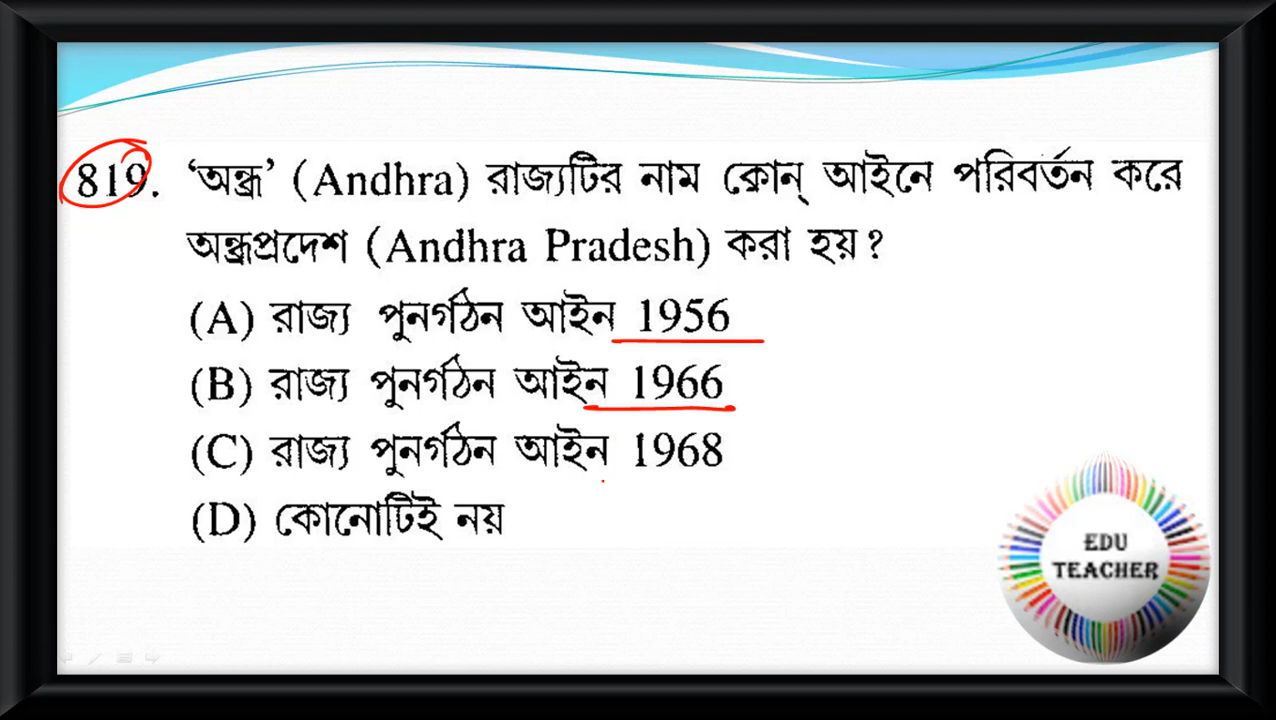 819. ‘অন্ধ্র’ (Andhra) রাজ্যটির নাম কোন্ আইনে পরিবর্তন করে
অন্ধ্রপ্রদেশ (Andhra Pradesh) করা হয়?
(A) রাজ্য পুনর্গঠন আইন 1956
(B) রাজ্য পুনর্গঠন আইন 1966
(C) রাজ্য পুনর্গঠন আইন 1968
(D) কোনোটিই নয়
EDU
TEACHER